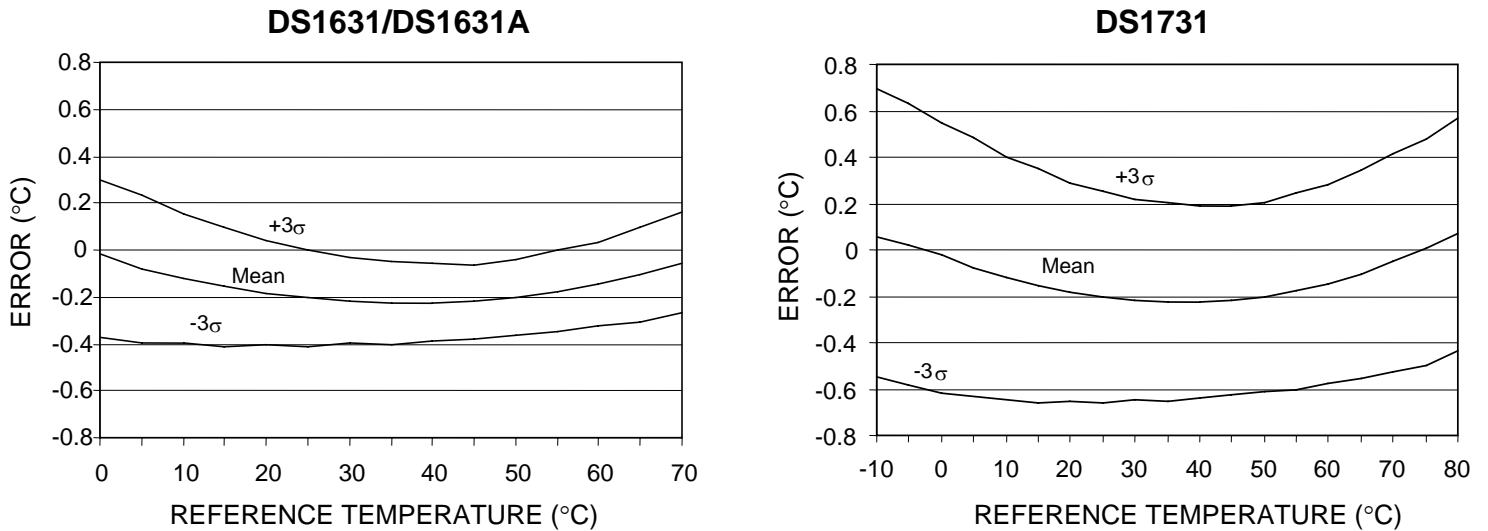 DS1631/DS1631A
0.8
0.6
0.4
0.2
0
-0.2
-0.4
-0.6
-0.8
ERROR (°C)
+3σ
Mean
-3σ
0 10 20 30 40 50 60 70
REFERENCE TEMPERATURE (°C)
DS1731
0.8
0.6
0.4
0.2
0
-0.2
-0.4
-0.6
-0.8
ERROR (°C)
+3σ
Mean
-3σ
-10 0 10 20 30 40 50 60 70 80
REFERENCE TEMPERATURE (°C)